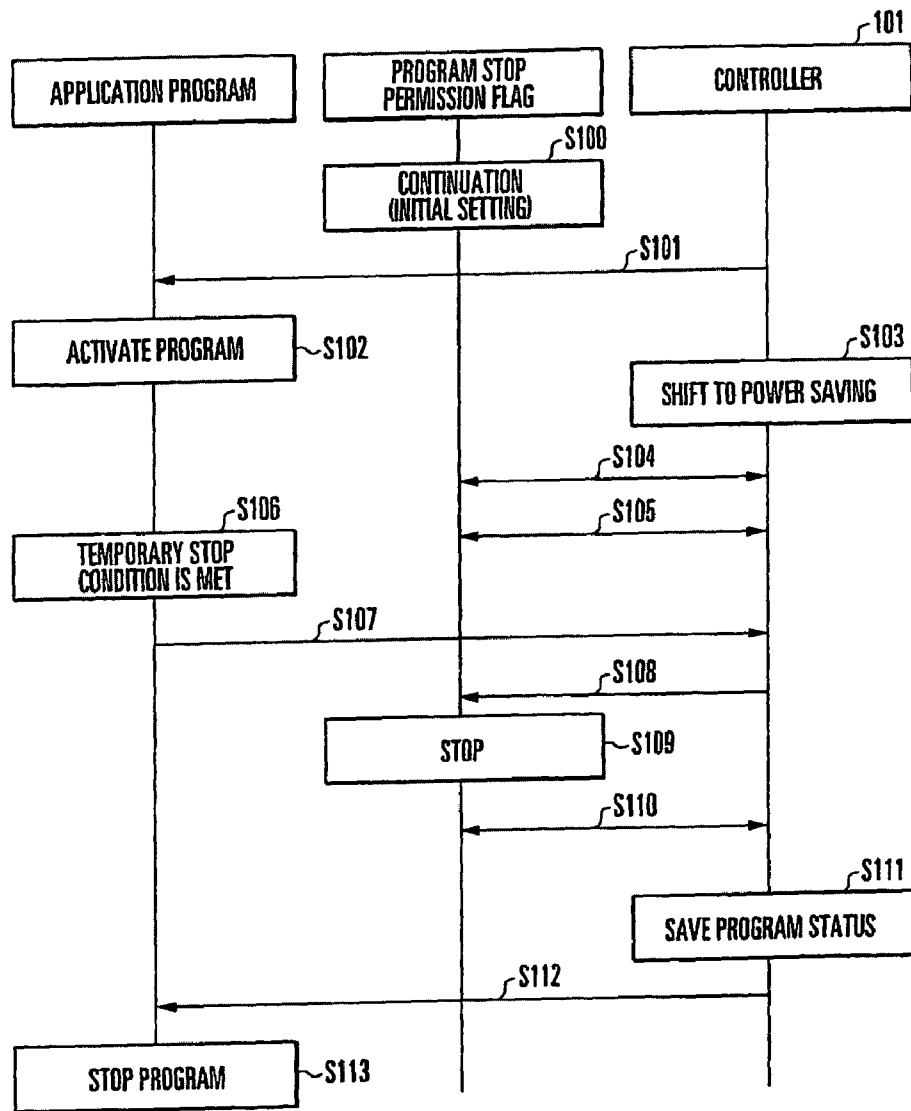 101
APPLICATION PROGRAM
PROGRAM STOP
PERMISSION FLAG
CONTROLLER
S100
CONTINUATION
(INITIAL SETTING)
S101
ACTIVATE PROGRAM
S102
S103
SHIFT TO POWER SAVING
S104
S105
S106
TEMPORARY STOP
CONDITION IS MET
S107
S108
STOP
S109
S110
S111
SAVE PROGRAM STATUS
S112
STOP PROGRAM
S113